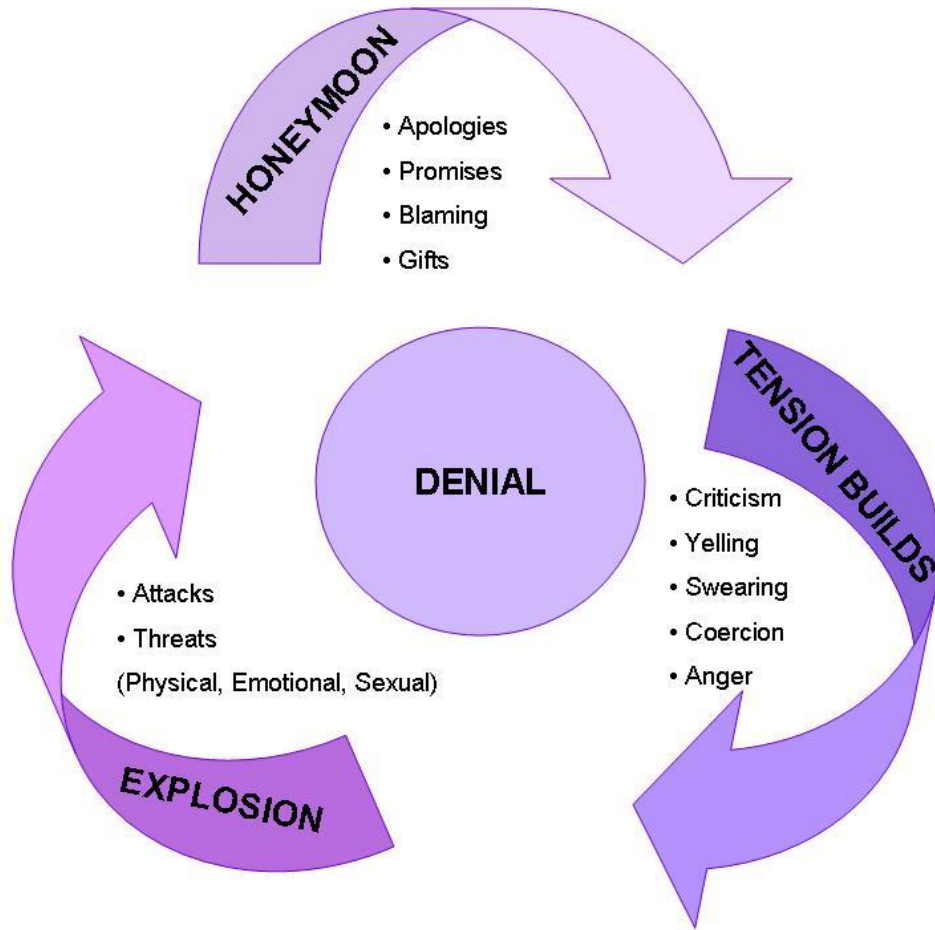 HONEYMOON
• Apologies
• Promises
• Blaming
• Gifts
TENSION BUILDS
• Criticism
• Yelling
• Swearing
• Coercion
• Anger
DENIAL
• Attacks
• Threats
(Physical, Emotional, Sexual)
EXPLOSION